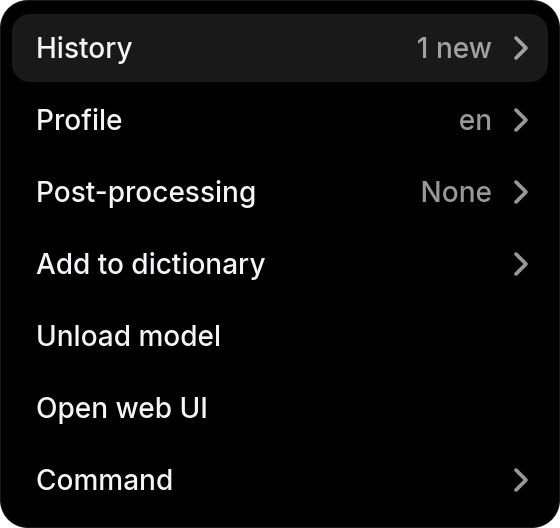 History 1 new
Profile en
Post-processing None
Add to dictionary
Unload model
Open web UI
Command